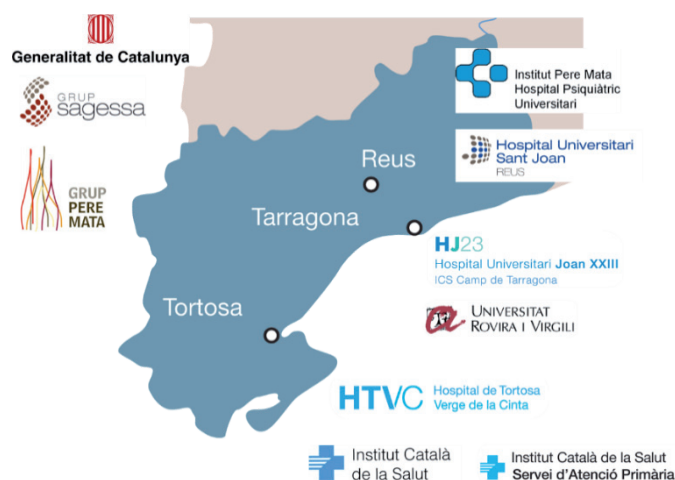 Generalitat de Catalunya
GRUP
sagessa
GRUP
PERE
MATA
Institut Pere Mata
Hospital Psiquiàtric
Universitari
Hospital Universitari
Sant Joan
REUS
Reus
Tarragona
Tortosa
HJ23
Hospital Universitari Joan XXIII
ICS Camp de Tarragona
UNIVERSITAT
ROVIRA I VIRGILI
HTVC
Hospital de Tortosa
Verge de la Cinta
Institut Català
de la Salut
Institut Català de la Salut
Servei d'Atenció Primària